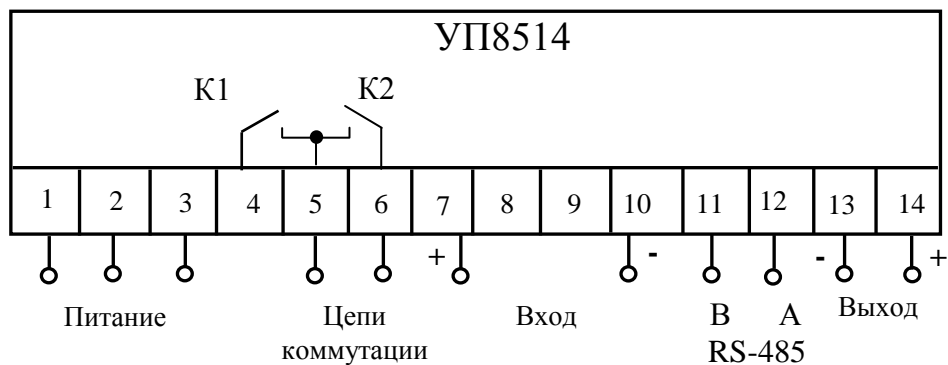 УП8514
К1 К2
1 2 3 4 5 6 7 8 9 10 11 12 13 14
+ - - +
Питание Цепи коммутации Вход В А Выход
RS-485